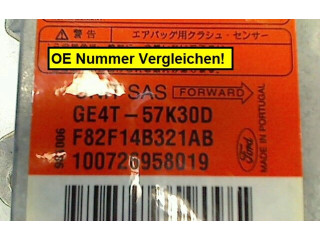 警告
エアバッグ用クラッシュ・センサー
OE Nummer Vergleichen!
SAS FORWARD
GE4T-57K30D
F82F14B321AB
100726958019
Ford
MADE IN PORTUGAL